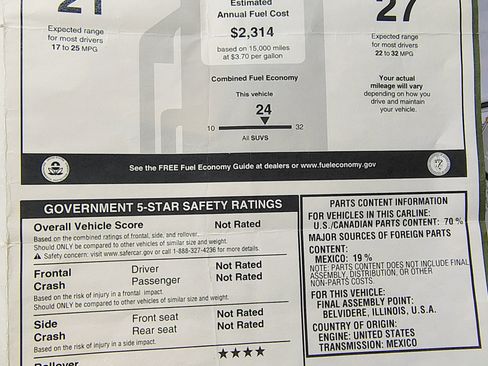 21
Expected range
for most drivers
17 to 25 MPG
Estimated
Annual Fuel Cost
$2,314
based on 15,000 miles
at $3.70 per gallon
27
Expected range
for most drivers
22 to 32 MPG
Your actual
mileage will vary
depending on how you
drive and maintain
your vehicle.
Combined Fuel Economy
This vehicle
24
10
32
All SUVS
See the FREE Fuel Economy Guide at dealers or www.fueleconomy.gov
GOVERNMENT 5-STAR SAFETY RATINGS
Overall Vehicle Score Not Rated
Based on the combined ratings of frontal, side, and rollover.
Should ONLY be compared to other vehicles of similar size and weight.
Safety concern: visit www.safercar.gov or call 1-888-327-4236 for more details.
Frontal Driver Not Rated
Crash Passenger Not Rated
Based on risk of injury in a frontal impact.
Should ONLY be compared to other vehicles of similar size and weight.
Side Front seat Not Rated
Crash Rear seat Not Rated
Based on the risk of injury in a side impact.
Rollover ★★★★
PARTS CONTENT INFORMATION
FOR VEHICLES IN THIS CARLINE:
U.S./CANADIAN PARTS CONTENT: 70 %
MAJOR SOURCES OF FOREIGN PARTS
CONTENT:
MEXICO: 19 %
NOTE: PARTS CONTENT DOES NOT INCLUDE FINAL
ASSEMBLY, DISTRIBUTION, OR OTHER
NON-PARTS COSTS.
FOR THIS VEHICLE:
FINAL ASSEMBLY POINT:
BELVIDERE, ILLINOIS, U.S.A.
COUNTRY OF ORIGIN:
ENGINE: UNITED STATES
TRANSMISSION: MEXICO